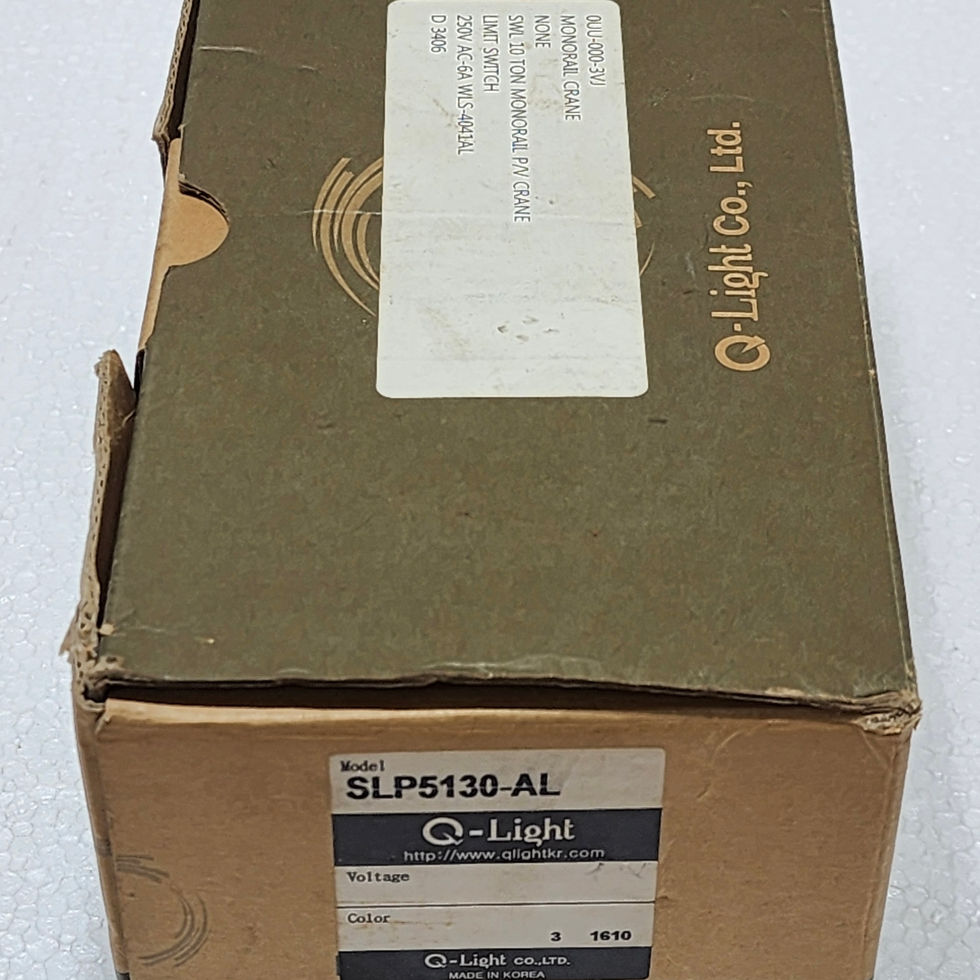 0UU-000-3VJ
MONORAIL CRANE
NONE
SWL 10 TON MONORAIL P/V CRANE
LIMIT SWITCH
250V AC-6A WLS-4041AL
D 3406
Q-Light Co., Ltd.
Model
SLP5130-AL
Q-Light
http://www.qlightkr.com
Voltage
Color
3 1610
Q-Light CO.,LTD.
MADE IN KOREA